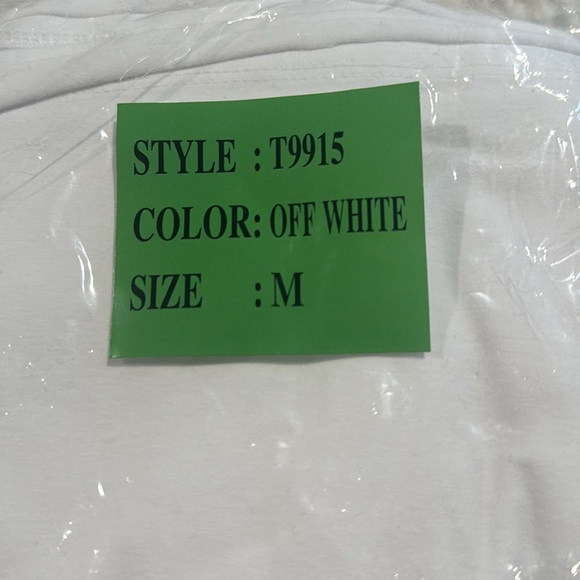 STYLE : T9915
COLOR: OFF WHITE
SIZE : M